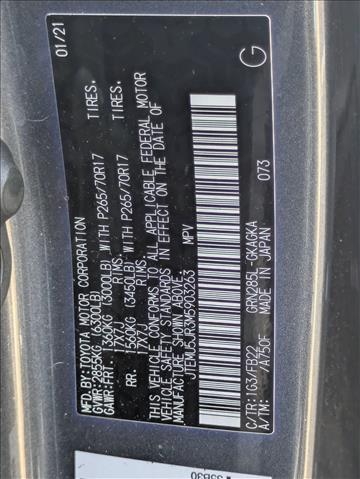 MFD.BY:TOYOTA MOTOR CORPORATION 01/21
GVWR:2855KG (6300LB)
GAWR:FRT. 1360KG (3000LB) WITH P265/70R17 TIRES,
17X7J RIMS,
RR. 1560KG (3450LB) WITH P265/70R17 TIRES,
17X7J RIMS,
THIS VEHICLE CONFORMS TO ALL APPLICABLE FEDERAL MOTOR
VEHICLE SAFETY STANDARDS IN EFFECT ON THE DATE OF
MANUFACTURE SHOWN ABOVE.
JTEMU5JR3M5903263 MPV
073
C/TR:1G3/FB22 GRN285L-GKAGKA
A/TM: /A750F MADE IN JAPAN
G
35B30